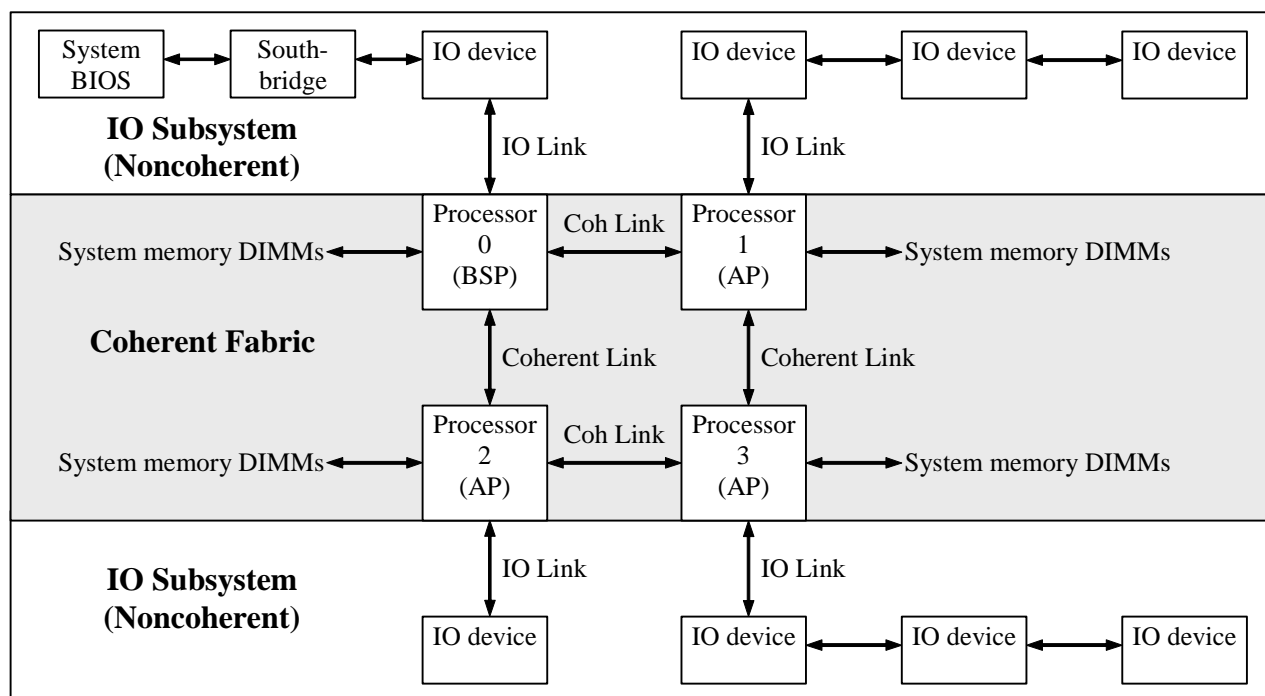 System
BIOS
South-
bridge
IO device
IO device
IO device
IO device
IO Subsystem
(Noncoherent)
IO Link
IO Link
Processor
0
(BSP)
Coh Link
Processor
1
(AP)
System memory DIMMs
System memory DIMMs
Coherent Fabric
Coherent Link
Coherent Link
Processor
2
(AP)
Coh Link
Processor
3
(AP)
System memory DIMMs
System memory DIMMs
IO Subsystem
(Noncoherent)
IO Link
IO Link
IO device
IO device
IO device
IO device